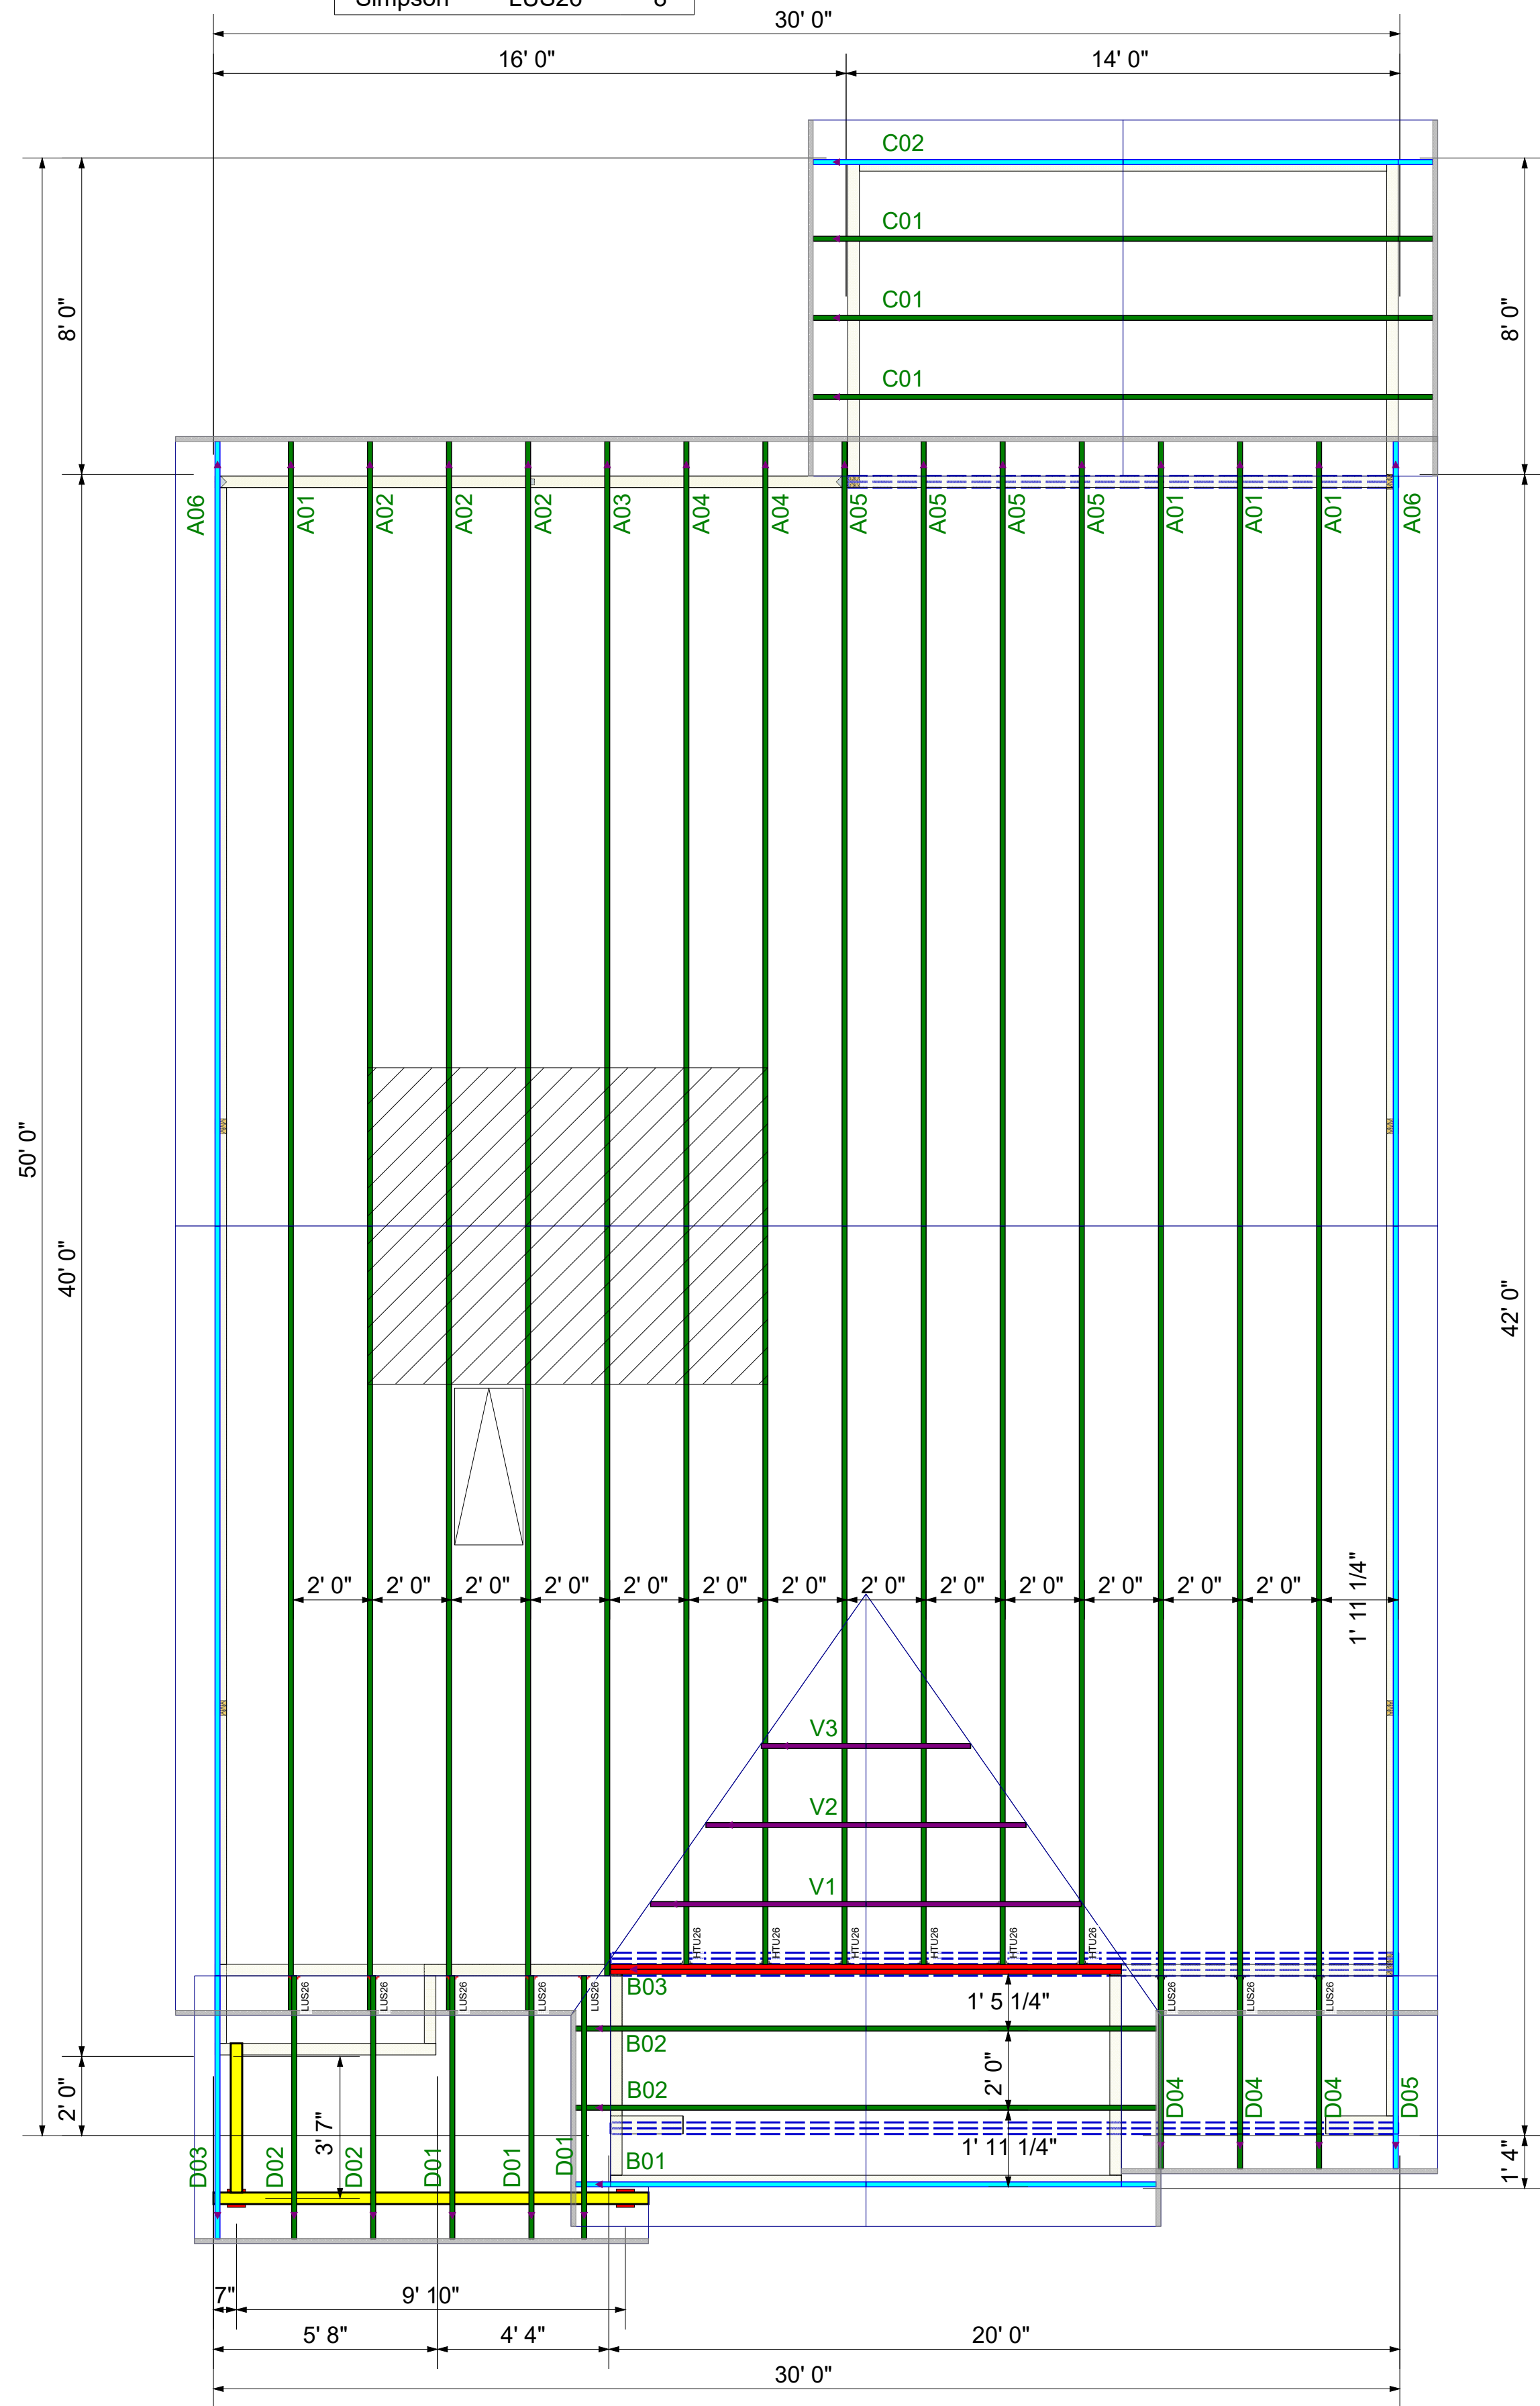 Simpson LUS26 8
30' 0"
16' 0" 14' 0"
C02
C01
8' 0" C01 8' 0"
C01
A06 A01 A02 A02 A02 A03 A04 A04 A05 A05 A05 A05 A01 A01 A01 A06
50' 0"
40' 0" 42' 0"
2' 0" 2' 0" 2' 0" 2' 0" 2' 0" 2' 0" 2' 0" 2' 0" 2' 0" 2' 0" 2' 0" 2' 0" 2' 0" 1' 11 1/4"
V3
V2
V1
HTU26 HTU26 HTU26 HTU26 HTU26 HTU26
LUS26 LUS26 LUS26 LUS26 LUS26 B03 LUS26 LUS26 LUS26
1' 5 1/4"
B02
2' 0" 3' 7" B02 2' 0" D04 D04 D04 D05
D03 D02 D02 D01 D01 D01 B01 1' 11 1/4" 1' 4"
7" 9' 10"
5' 8" 4' 4" 20' 0"
30' 0"